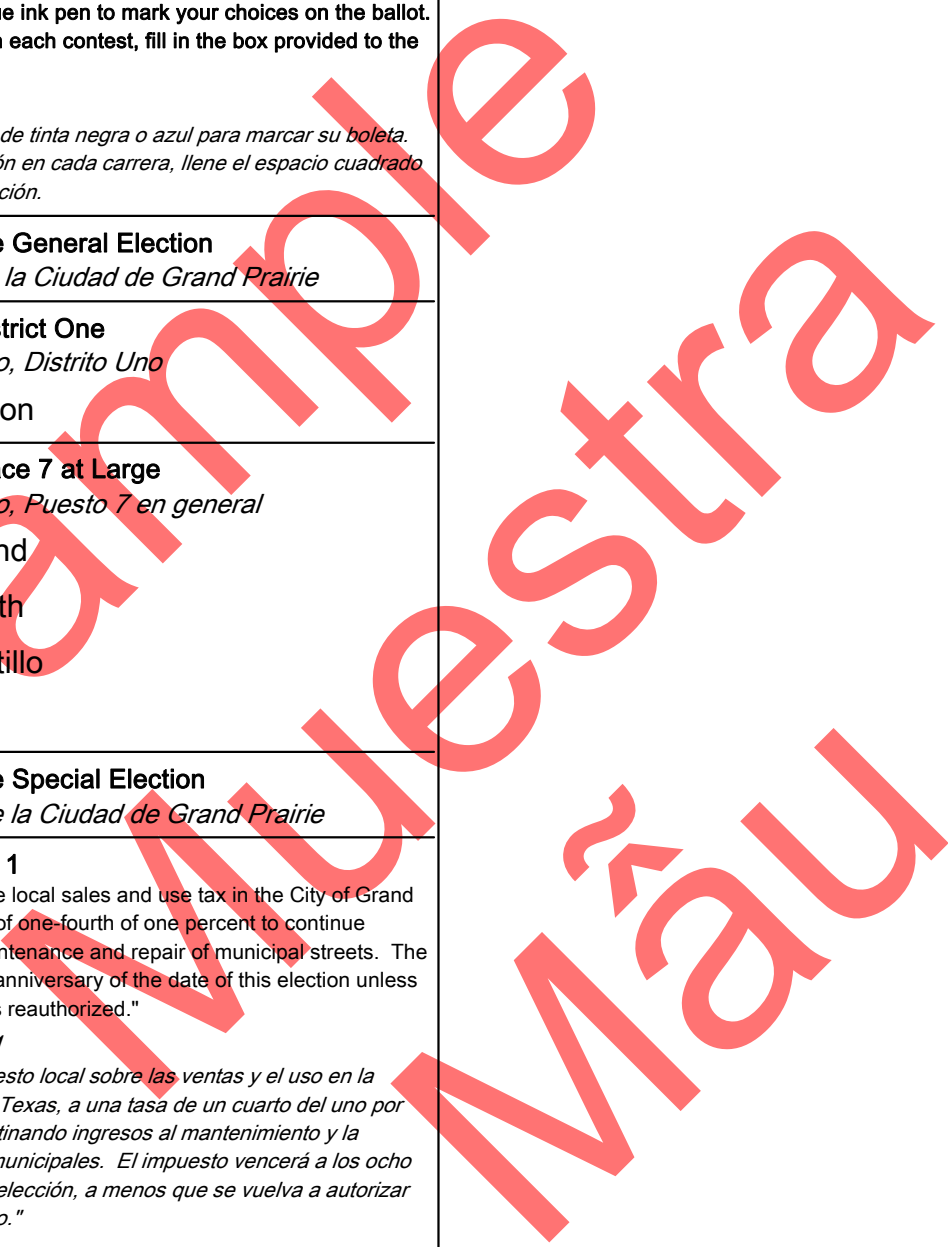 ue ink pen to mark your choices on the ballot.
n each contest, fill in the box provided to the
de tinta negra o azul para marcar su boleta.
ón en cada carrera, llene el espacio cuadrado
ción.
e General Election
la Ciudad de Grand Prairie
trict One
o, Distrito Uno
on
ace 7 at Large
o, Puesto 7 en general
nd
th
tillo
e Special Election
e la Ciudad de Grand Prairie
1
e local sales and use tax in the City of Grand
of one-fourth of one percent to continue
ntenance and repair of municipal streets. The
anniversary of the date of this election unless
s reauthorized."
esto local sobre las ventas y el uso en la
Texas, a una tasa de un cuarto del uno por
tinando ingresos al mantenimiento y la
municipales. El impuesto vencerá a los ocho
elección, a menos que se vuelva a autorizar
o."
ample
Muestra
Mẫu